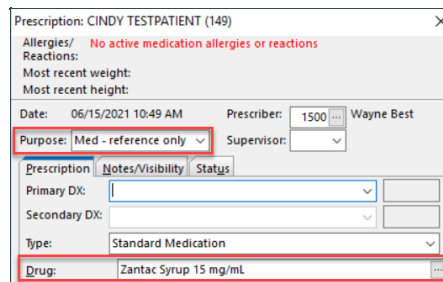 Prescription: CINDY TESTPATIENT (149)
Allergies/ No active medication allergies or reactions
Reactions:
Most recent weight:
Most recent height:
Date: 06/15/2021 10:49 AM Prescriber: 1500 ... Wayne Best
Purpose: Med - reference only Supervisor:
Prescription Notes/Visibility Status
Primary DX:
Secondary DX:
Type: Standard Medication
Drug: Zantac Syrup 15 mg/mL ...